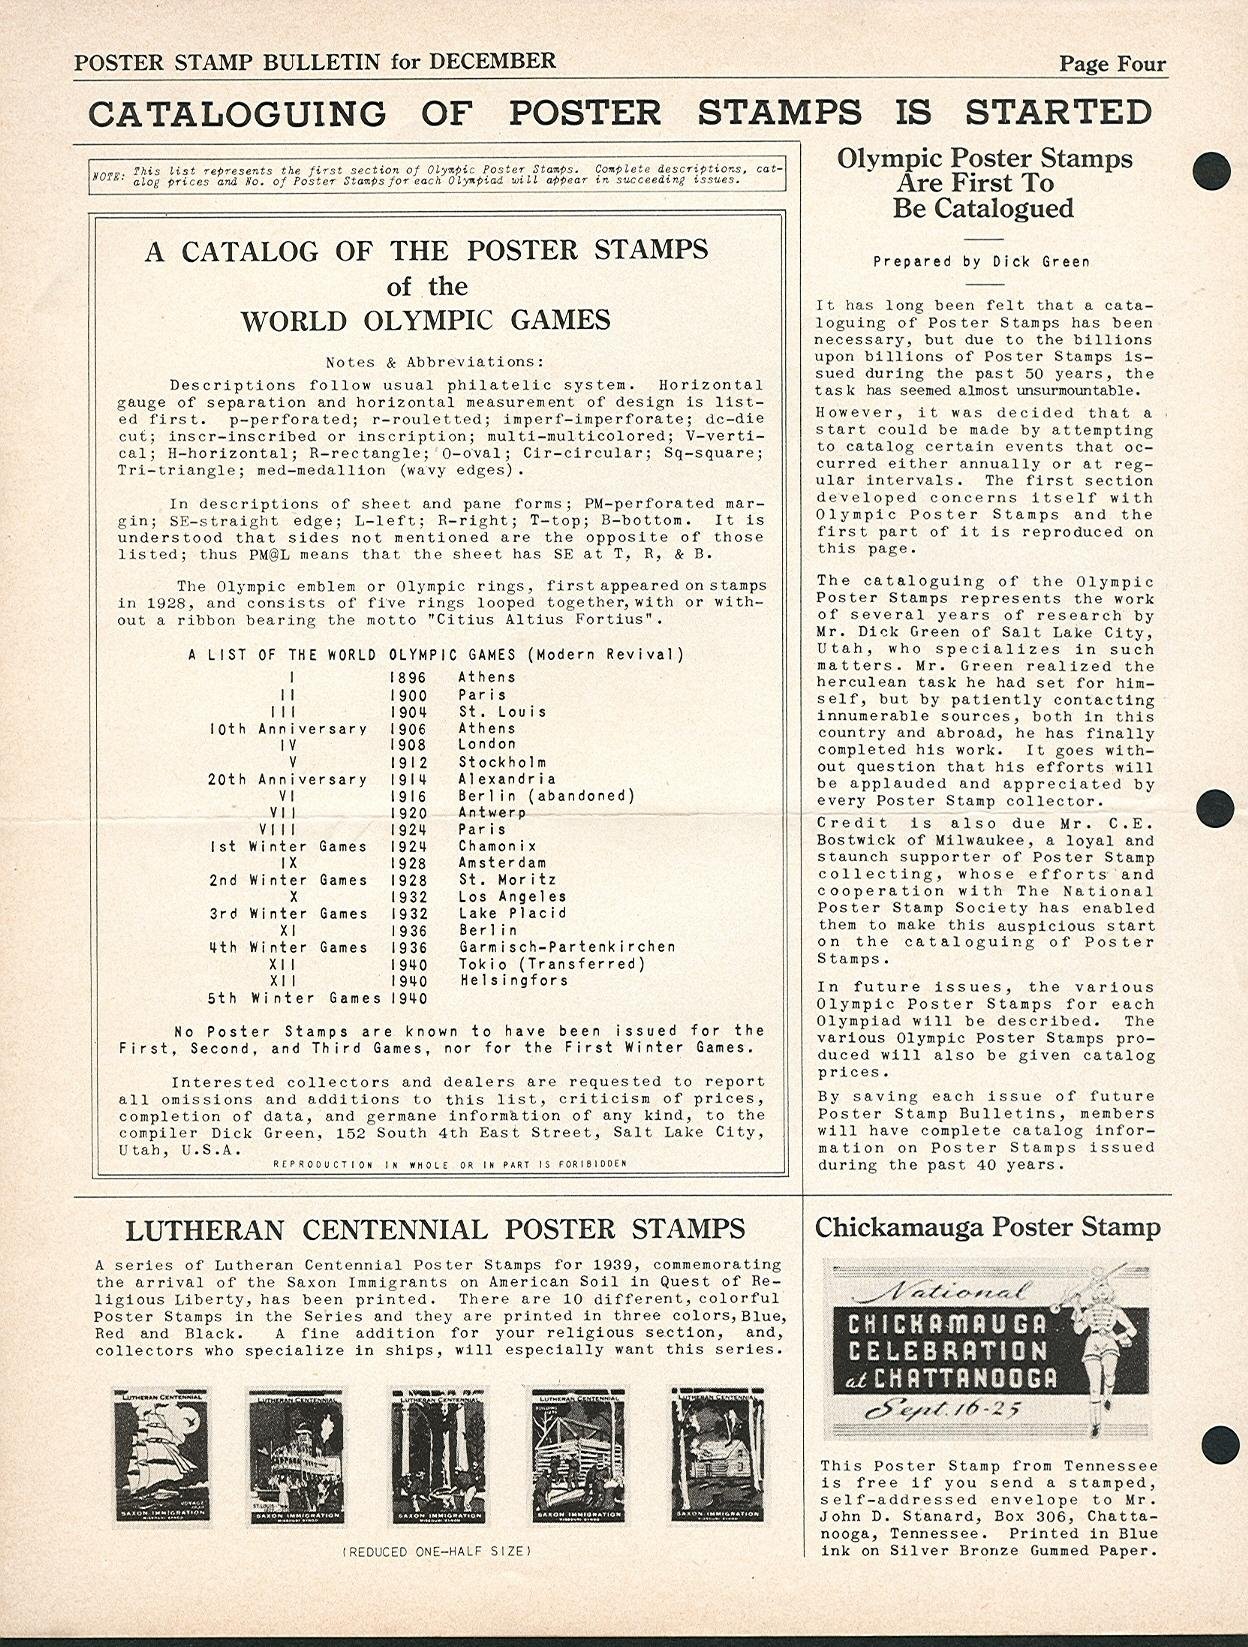 POSTER STAMP BULLETIN for DECEMBER
Page Four
CATALOGUING OF POSTER STAMPS IS STARTED
NOTE: This list represents the first section of Olympic Poster Stamps. Complete descriptions, cat-
alog prices and No. of Poster Stamps for each Olympiad will appear in succeeding issues.
A CATALOG OF THE POSTER STAMPS
of the
WORLD OLYMPIC GAMES
Notes & Abbreviations:
Descriptions follow usual philatelic system. Horizontal
gauge of separation and horizontal measurement of design is list-
ed first. p-perforated; r-rouletted; imperf-imperforate; dc-die
cut; inscr-inscribed or inscription; multi-multicolored; V-verti-
cal; H-horizontal; R-rectangle; O-oval; Cir-circular; Sq-square;
Tri-triangle; med-medallion (wavy edges).
In descriptions of sheet and pane forms; PM-perforated mar-
gin; SE-straight edge; L-left; R-right; T-top; B-bottom. It is
understood that sides not mentioned are the opposite of those
listed; thus PM@L means that the sheet has SE at T, R, & B.
The Olympic emblem or Olympic rings, first appeared on stamps
in 1928, and consists of five rings looped together, with or with-
out a ribbon bearing the motto "Citius Altius Fortius".
A LIST OF THE WORLD OLYMPIC GAMES (Modern Revival)
I 1896 Athens
II 1900 Paris
III 1904 St. Louis
10th Anniversary 1906 Athens
IV 1908 London
V 1912 Stockholm
20th Anniversary 1914 Alexandria
VI 1916 Berlin (abandoned)
VII 1920 Antwerp
VIII 1924 Paris
1st Winter Games 1924 Chamonix
IX 1928 Amsterdam
2nd Winter Games 1928 St. Moritz
X 1932 Los Angeles
3rd Winter Games 1932 Lake Placid
XI 1936 Berlin
4th Winter Games 1936 Garmisch-Partenkirchen
XII 1940 Tokio (Transferred)
XII 1940 Helsingfors
5th Winter Games 1940
No Poster Stamps are known to have been issued for the
First, Second, and Third Games, nor for the First Winter Games.
Interested collectors and dealers are requested to report
all omissions and additions to this list, criticism of prices,
completion of data, and germane information of any kind, to the
compiler Dick Green, 152 South 4th East Street, Salt Lake City,
Utah, U.S.A.
REPRODUCTION IN WHOLE OR IN PART IS FORIBIDDEN
Olympic Poster Stamps
Are First To
Be Catalogued
Prepared by Dick Green
It has long been felt that a cata-
loguing of Poster Stamps has been
necessary, but due to the billions
upon billions of Poster Stamps is-
sued during the past 50 years, the
task has seemed almost unsurmountable.
However, it was decided that a
start could be made by attempting
to catalog certain events that oc-
curred either annually or at reg-
ular intervals. The first section
developed concerns itself with
Olympic Poster Stamps and the
first part of it is reproduced on
this page.
The cataloguing of the Olympic
Poster Stamps represents the work
of several years of research by
Mr. Dick Green of Salt Lake City,
Utah, who specializes in such
matters. Mr. Green realized the
herculean task he had set for him-
self, but by patiently contacting
innumerable sources, both in this
country and abroad, he has finally
completed his work. It goes with-
out question that his efforts will
be applauded and appreciated by
every Poster Stamp collector.
Credit is also due Mr. C.E.
Bostwick of Milwaukee, a loyal and
staunch supporter of Poster Stamp
collecting, whose efforts and
cooperation with The National
Poster Stamp Society has enabled
them to make this auspicious start
on the cataloguing of Poster
Stamps.
In future issues, the various
Olympic Poster Stamps for each
Olympiad will be described. The
various Olympic Poster Stamps pro-
duced will also be given catalog
prices.
By saving each issue of future
Poster Stamp Bulletins, members
will have complete catalog infor-
mation on Poster Stamps issued
during the past 40 years.
LUTHERAN CENTENNIAL POSTER STAMPS
A series of Lutheran Centennial Poster Stamps for 1939, commemorating
the arrival of the Saxon Immigrants on American Soil in Quest of Re-
ligious Liberty, has been printed. There are 10 different, colorful
Poster Stamps in the Series and they are printed in three colors, Blue,
Red and Black. A fine addition for your religious section, and,
collectors who specialize in ships, will especially want this series.
LUTHERAN CENTENNIAL
VOYAGE
SAXON IMMIGRATION
LUTHERAN CENTENNIAL
ST. LOUIS
SAXON IMMIGRATION
LUTHERAN CENTENNIAL
SAXON IMMIGRATION
LUTHERAN CENTENNIAL
SAXON IMMIGRATION
LUTHERAN CENTENNIAL
SAXON IMMIGRATION
(REDUCED ONE-HALF SIZE)
Chickamauga Poster Stamp
National
CHICKAMAUGA
CELEBRATION
at CHATTANOOGA
Sept. 16-25
This Poster Stamp from Tennessee
is free if you send a stamped,
self-addressed envelope to Mr.
John D. Stanard, Box 306, Chatta-
nooga, Tennessee. Printed in Blue
ink on Silver Bronze Gummed Paper.